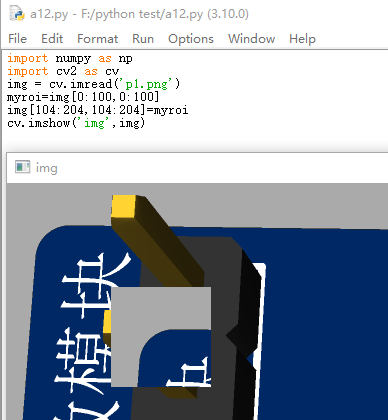 a12.py - F:/python test/a12.py (3.10.0)
File Edit Format Run Options Window Help
import numpy as np
import cv2 as cv
img = cv.imread('p1.png')
myroi=img[0:100,0:100]
img[104:204,104:204]=myroi
cv.imshow('img',img)
img
模块